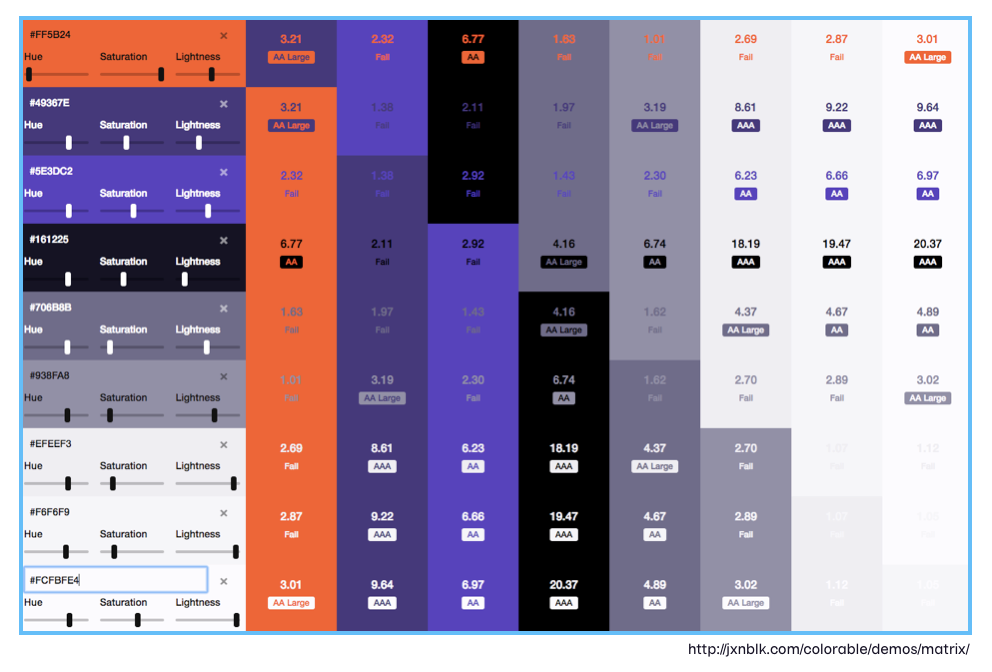 #FF5B24 × 3.21 2.32 6.77 1.63 1.01 2.69 2.87 3.01
Hue Saturation Lightness AA Large Fail AA Fail Fail Fail Fail AA Large
#49367E × 3.21 1.38 2.11 1.97 3.19 8.61 9.22 9.64
Hue Saturation Lightness AA Large Fail Fail Fail AA Large AAA AAA AAA
#5E3DC2 × 2.32 1.38 2.92 1.43 2.30 6.23 6.66 6.97
Hue Saturation Lightness Fail Fail Fail Fail Fail AA AA AA
#161225 × 6.77 2.11 2.92 4.16 6.74 18.19 19.47 20.37
Hue Saturation Lightness AA Fail Fail AA Large AA AAA AAA AAA
#706B8B × 1.63 1.97 1.43 4.16 1.62 4.37 4.67 4.89
Hue Saturation Lightness Fail Fail Fail AA Large Fail AA Large AA AA
#938FA8 × 1.01 3.19 2.30 6.74 1.62 2.70 2.89 3.02
Hue Saturation Lightness Fail AA Large Fail AA Fail Fail Fail AA Large
#EFEEF3 × 2.69 8.61 6.23 18.19 4.37 2.70 1.07 1.12
Hue Saturation Lightness Fail AAA AA AAA AA Large Fail Fail Fail
#F6F6F9 × 2.87 9.22 6.66 19.47 4.67 2.89 1.07
Hue Saturation Lightness Fail AAA AA AAA AA Fail Fail Fail
#FCFBFE4 × 3.01 9.64 6.97 20.37 4.89 3.02 1.12
Hue Saturation Lightness AA Large AAA AA AAA AA AA Large Fail Fail
http://jxnblk.com/colorable/demos/matrix/